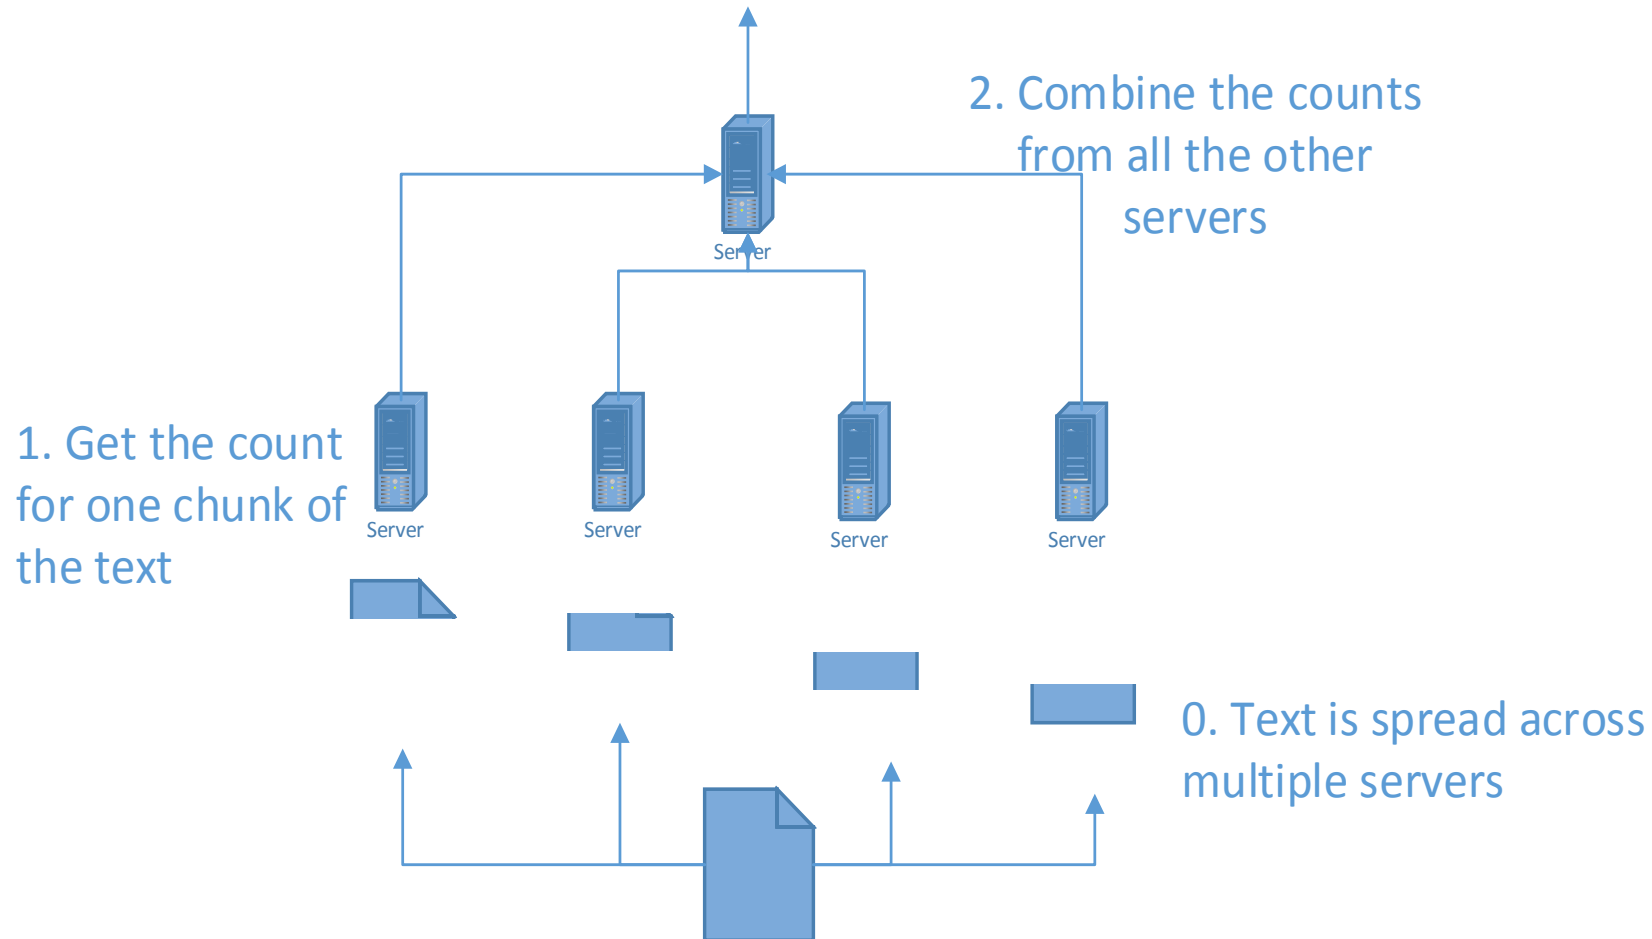 2. Combine the counts
from all the other
servers
Server
1. Get the count
for one chunk of
the text
Server
Server
Server
Server
0. Text is spread across
multiple servers